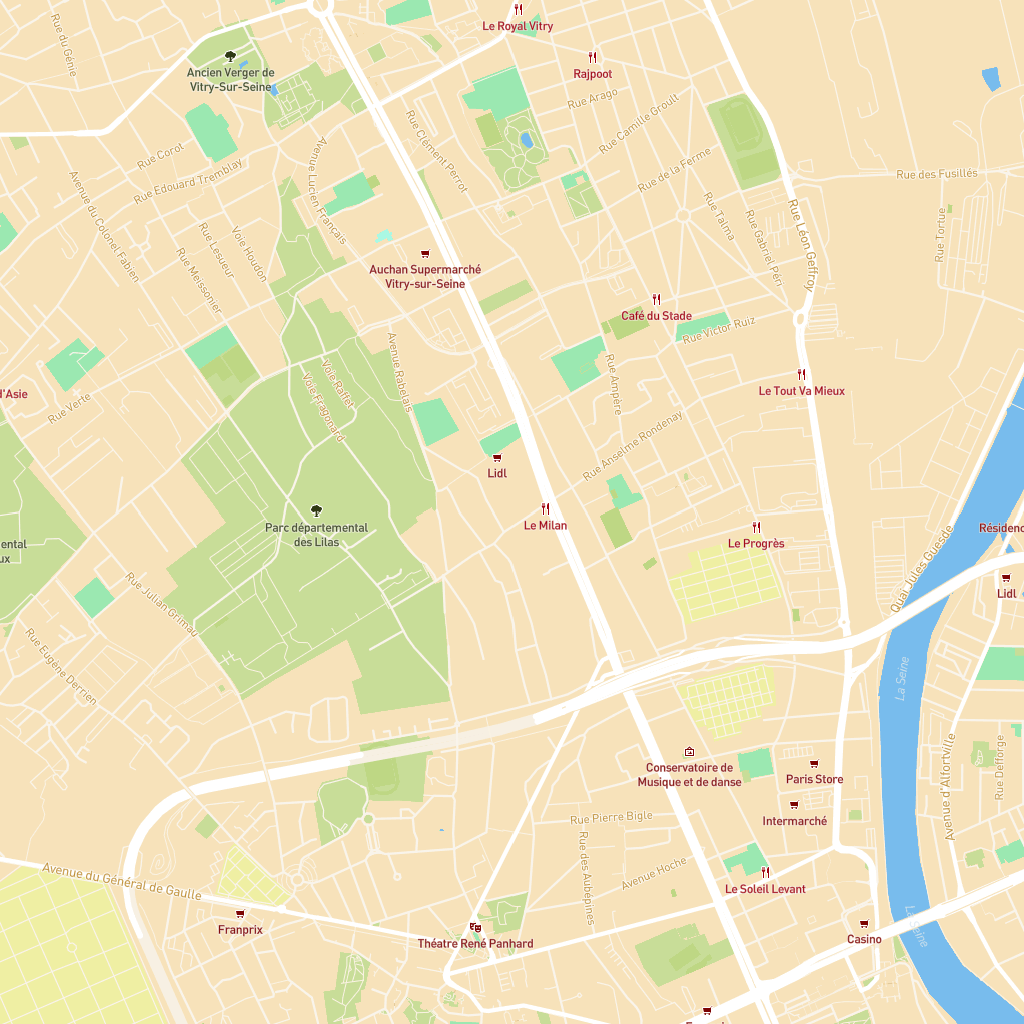 Le Royal Vitry
Rue du Génie
Rajpoot
Ancien Verger de
Vitry-Sur-Seine
Rue Arago
Rue Camille Groult
Rue Clément Perrot
Avenue Lucien Français
Rue Corot
Rue Edouard Tremblay
Rue de la Ferme
Rue des Fusillés
Avenue du Colonel Fabien
Rue Talma
Rue Gabriel Péri
Rue Léon Geffroy
Rue Tortue
Rue Lesueur
Voie Houdon
Rue Meissonier
Auchan Supermarché
Vitry-sur-Seine
Café du Stade
Rue Victor Ruiz
Avenue Rabelais
Voie Raffet
Voie Fragonard
Rue Ampère
Le Tout Va Mieux
d'Asie
Rue Verte
Rue Anselme Rondenay
Lidl
Le Milan
Parc départemental
des Lilas
Le Progrès
Quai Jules Guesde
Lidl
Rue Julian Grimau
Rue Eugène Derrien
La Seine
Conservatoire de
Musique et de danse
Paris Store
Intermarché
Avenue d'Alfortville
Rue Defforge
Rue Pierre Bigle
Rue des Aubépines
Avenue Hoche
Le Soleil Levant
Avenue du Général de Gaulle
Franprix
Théatre René Panhard
Casino
La Seine